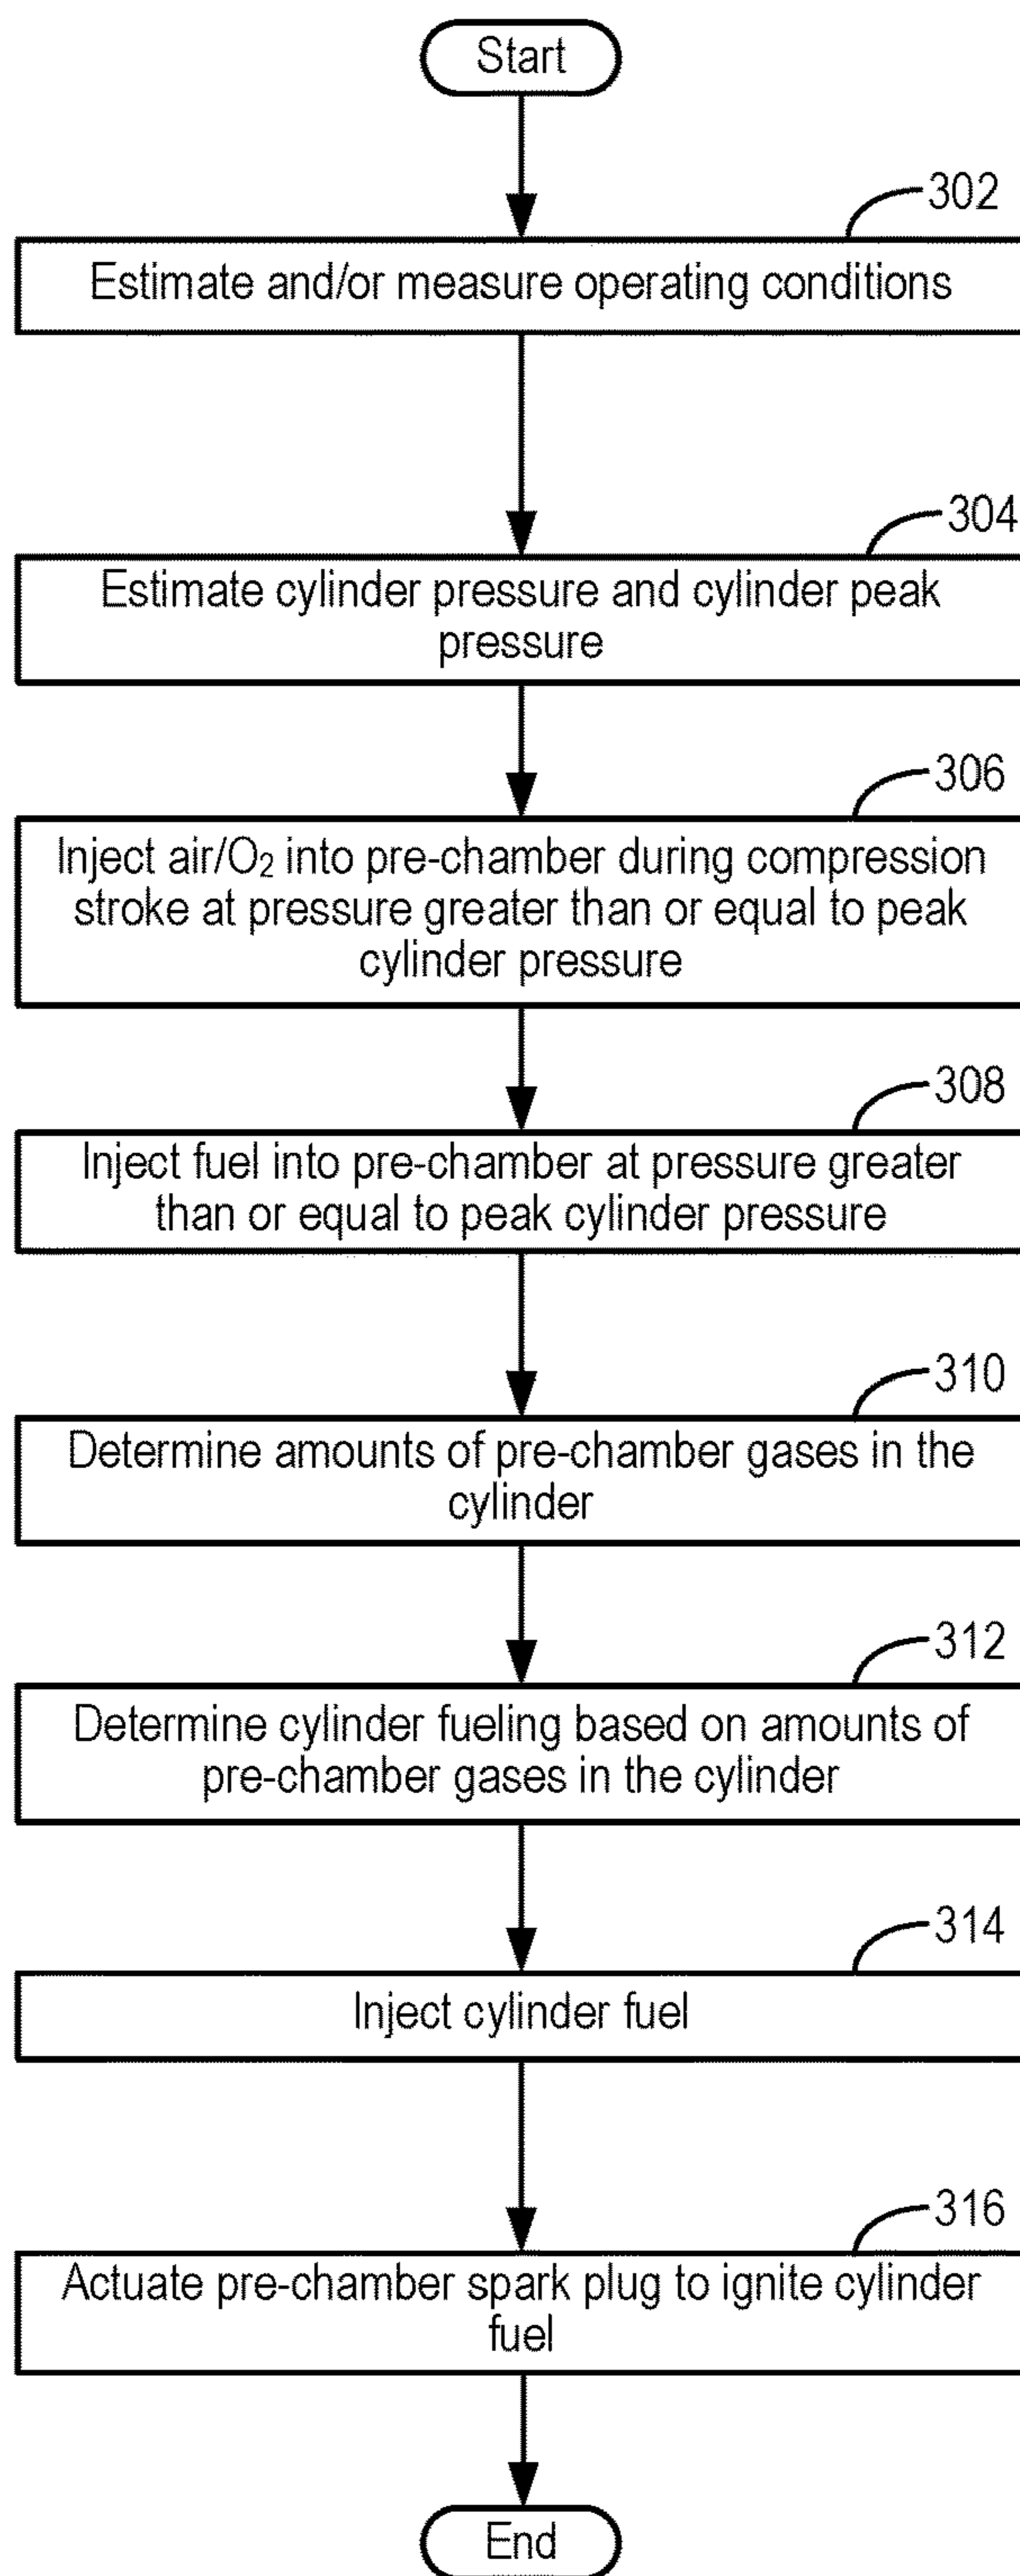 Start
302
Estimate and/or measure operating conditions
304
Estimate cylinder pressure and cylinder peak
pressure
306
Inject air/O₂ into pre-chamber during compression
stroke at pressure greater than or equal to peak
cylinder pressure
308
Inject fuel into pre-chamber at pressure greater
than or equal to peak cylinder pressure
310
Determine amounts of pre-chamber gases in the
cylinder
312
Determine cylinder fueling based on amounts of
pre-chamber gases in the cylinder
314
Inject cylinder fuel
316
Actuate pre-chamber spark plug to ignite cylinder
fuel
End